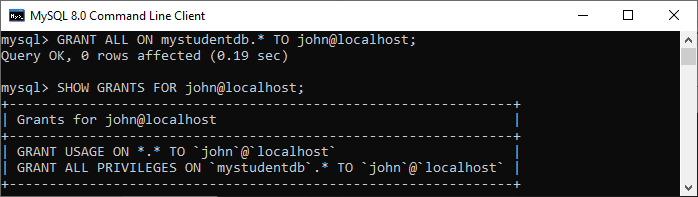 MySQL 8.0 Command Line Client
mysql> GRANT ALL ON mystudentdb.* TO john@localhost;
Query OK, 0 rows affected (0.19 sec)
mysql> SHOW GRANTS FOR john@localhost;
+---------------------------------------------------------------+
| Grants for john@localhost                                     |
+---------------------------------------------------------------+
| GRANT USAGE ON *.* TO `john`@`localhost`                      |
| GRANT ALL PRIVILEGES ON `mystudentdb`.* TO `john`@`localhost` |
+---------------------------------------------------------------+